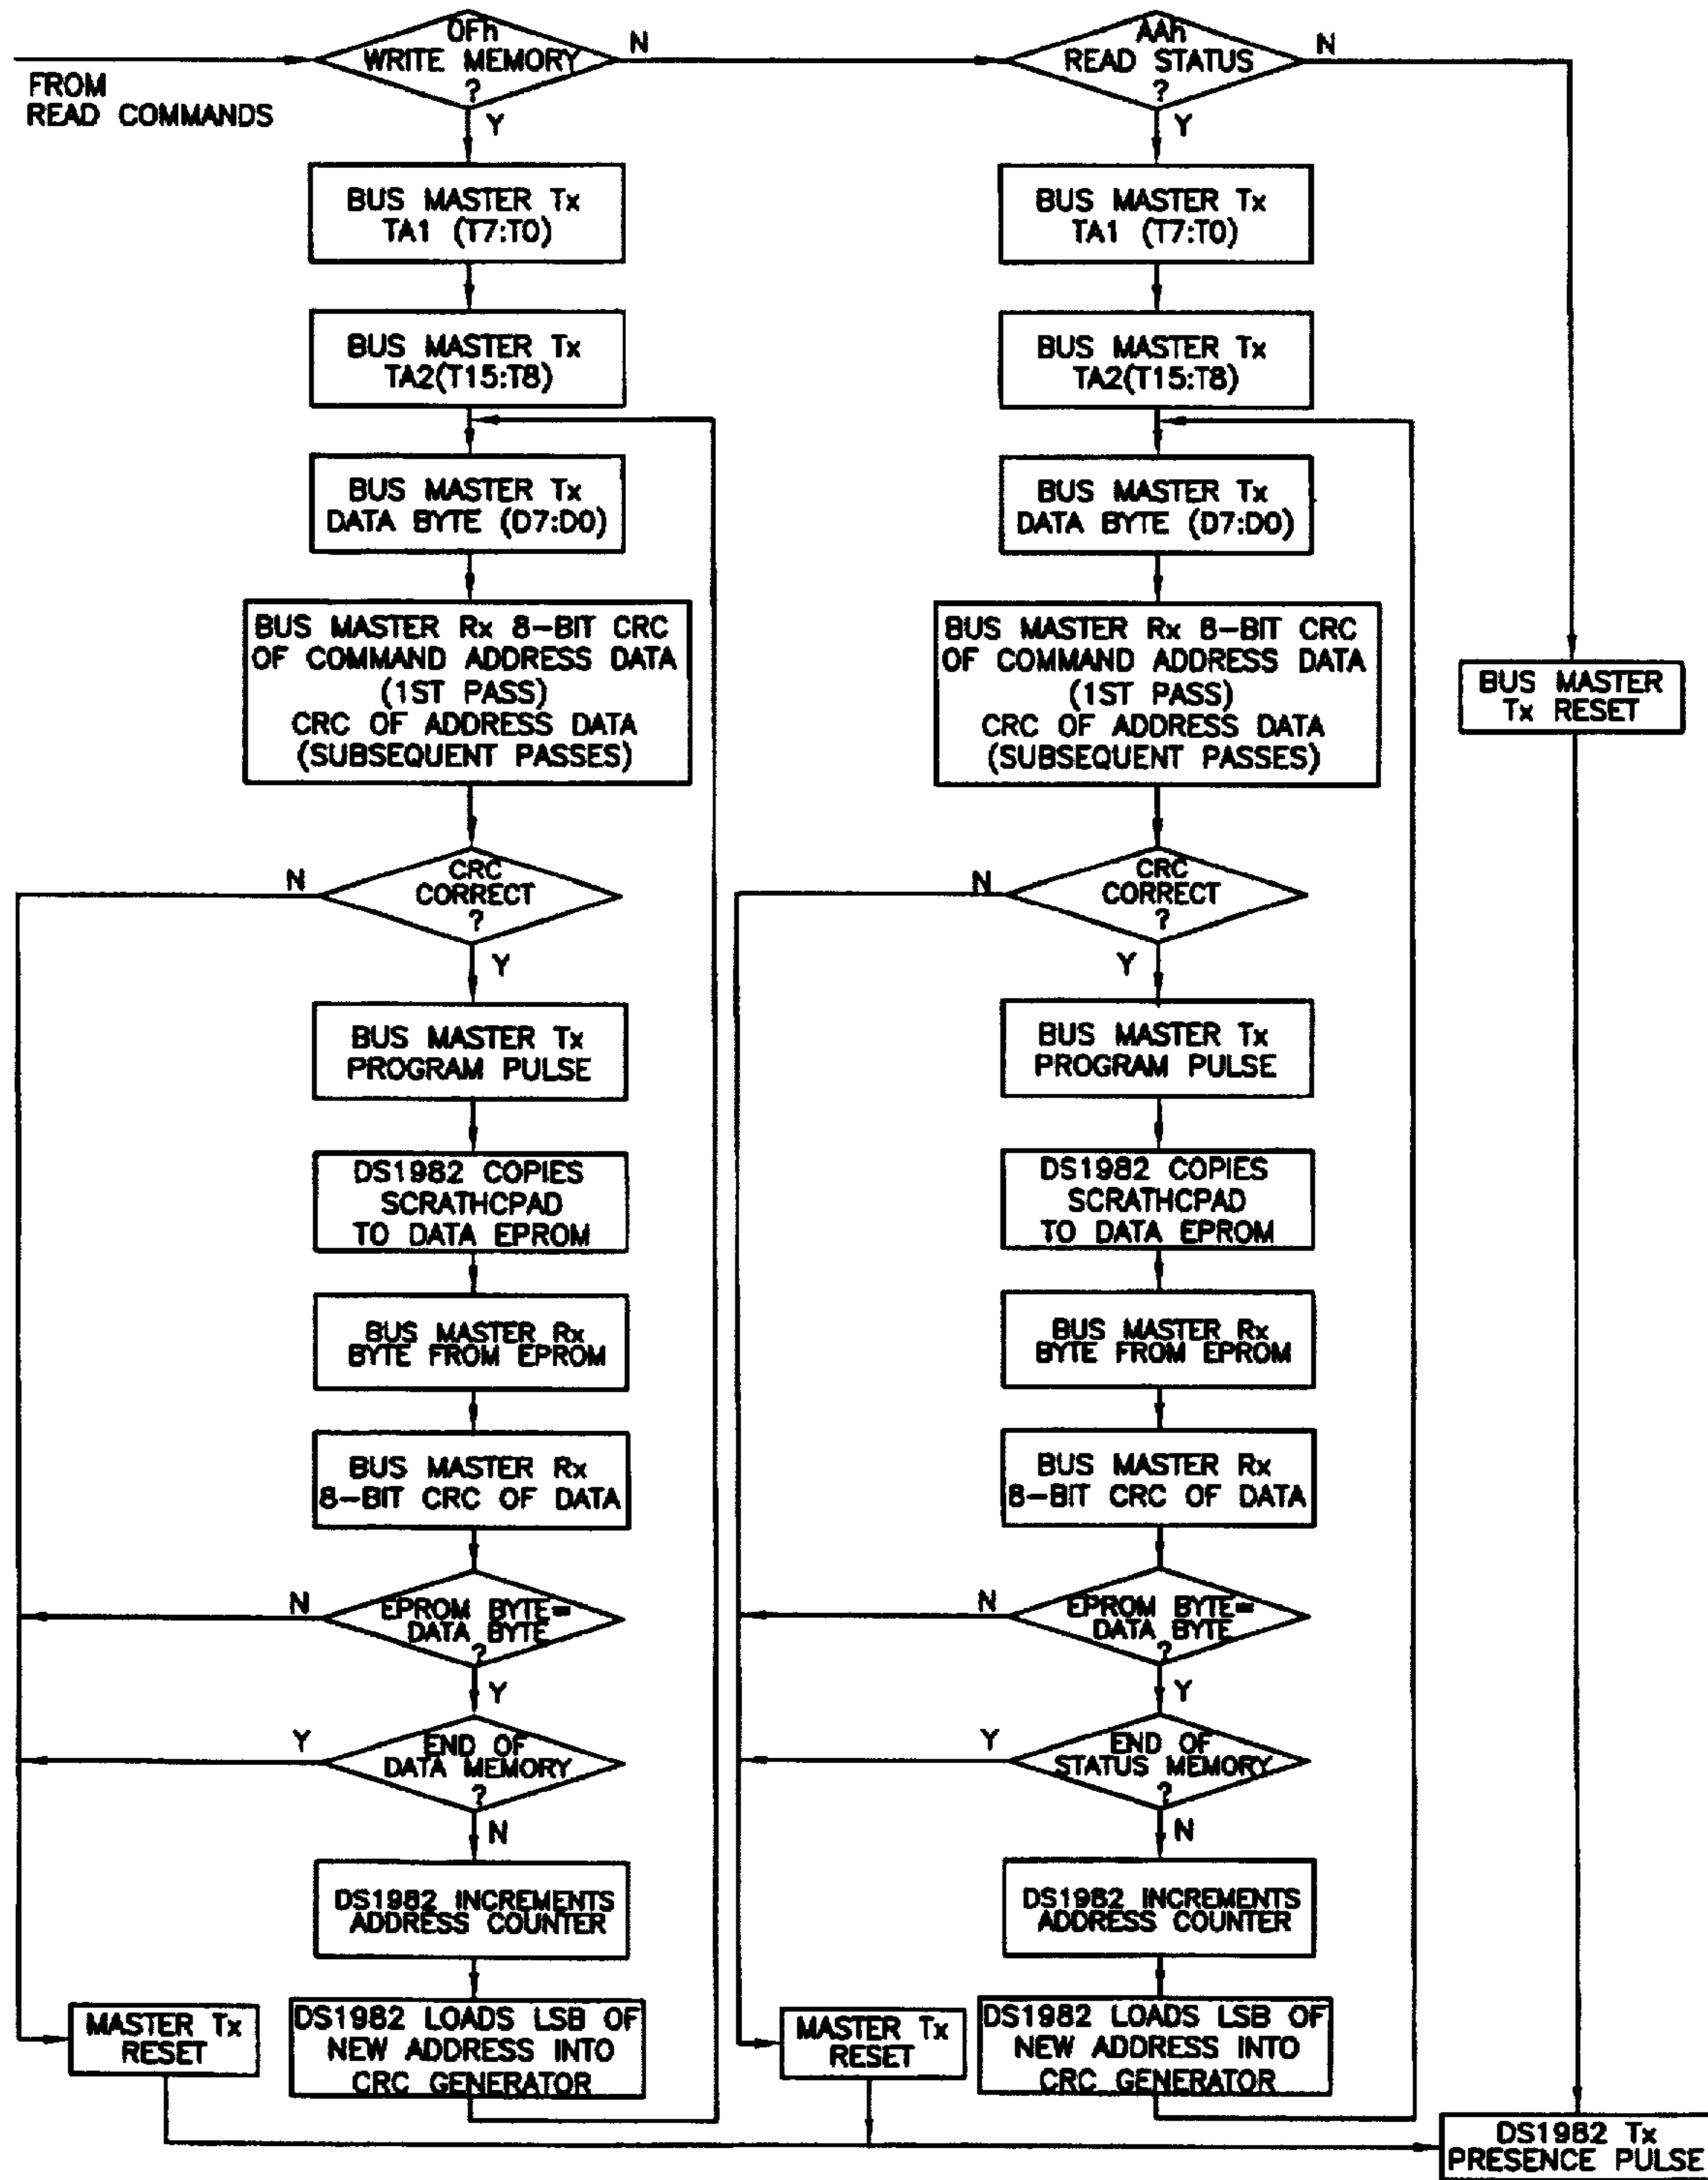 0Fh
WRITE MEMORY
?
N
AAh
READ STATUS
?
N
FROM
READ COMMANDS
Y
Y
BUS MASTER Tx
TA1 (T7:T0)
BUS MASTER Tx
TA2(T15:T8)
BUS MASTER Tx
DATA BYTE (D7:D0)
BUS MASTER Rx 8-BIT CRC
OF COMMAND ADDRESS DATA
(1ST PASS)
CRC OF ADDRESS DATA
(SUBSEQUENT PASSES)
N
CRC
CORRECT
?
Y
BUS MASTER Tx
PROGRAM PULSE
DS1982 COPIES
SCRATHCPAD
TO DATA EPROM
BUS MASTER Rx
BYTE FROM EPROM
BUS MASTER Rx
8-BIT CRC OF DATA
N
EPROM BYTE=
DATA BYTE
?
Y
Y
END OF
DATA MEMORY
?
N
DS1982 INCREMENTS
ADDRESS COUNTER
MASTER Tx
RESET
DS1982 LOADS LSB OF
NEW ADDRESS INTO
CRC GENERATOR
BUS MASTER Tx
TA1 (T7:T0)
BUS MASTER Tx
TA2(T15:T8)
BUS MASTER Tx
DATA BYTE (D7:D0)
BUS MASTER Rx 8-BIT CRC
OF COMMAND ADDRESS DATA
(1ST PASS)
CRC OF ADDRESS DATA
(SUBSEQUENT PASSES)
N
CRC
CORRECT
?
Y
BUS MASTER Tx
PROGRAM PULSE
DS1982 COPIES
SCRATHCPAD
TO DATA EPROM
BUS MASTER Rx
BYTE FROM EPROM
BUS MASTER Rx
8-BIT CRC OF DATA
N
EPROM BYTE=
DATA BYTE
?
Y
Y
END OF
STATUS MEMORY
?
N
DS1982 INCREMENTS
ADDRESS COUNTER
MASTER Tx
RESET
DS1982 LOADS LSB OF
NEW ADDRESS INTO
CRC GENERATOR
BUS MASTER
Tx RESET
DS1982 Tx
PRESENCE PULSE